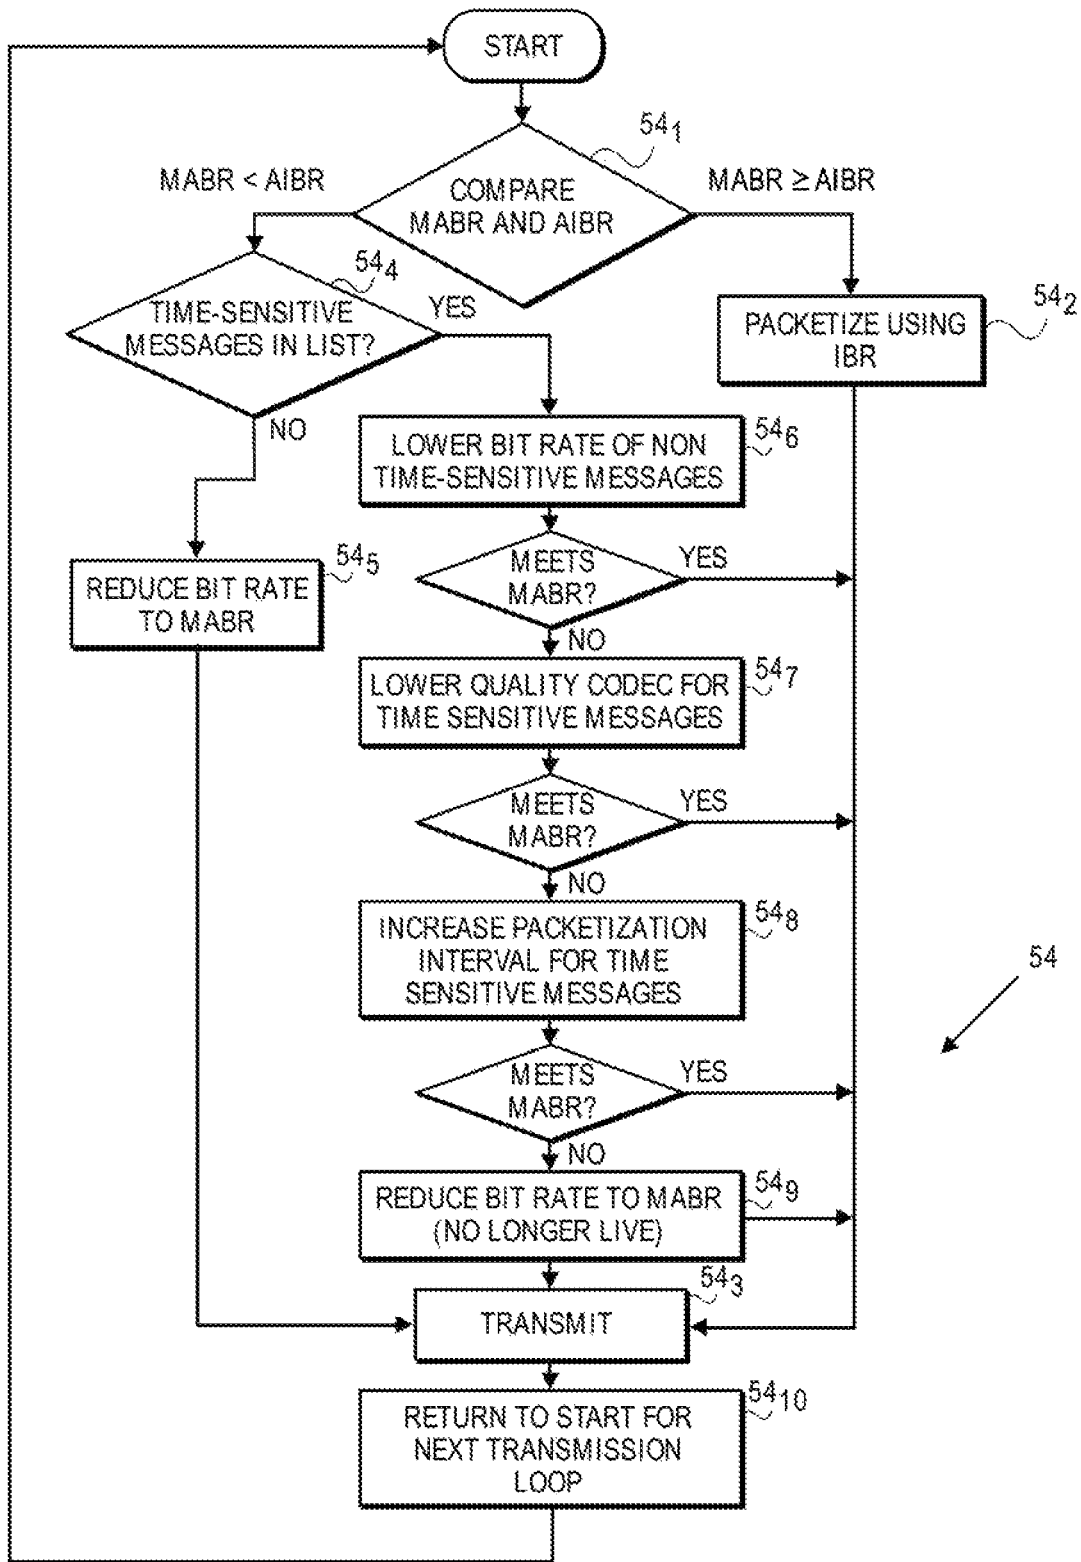 START
54₁
MABR < AIBR
MABR ≥ AIBR
COMPARE
MABR AND AIBR
54₄
TIME-SENSITIVE
MESSAGES IN LIST?
YES
NO
54₂
PACKETIZE USING
IBR
54₆
LOWER BIT RATE OF NON
TIME-SENSITIVE MESSAGES
MEETS
MABR?
YES
NO
54₅
REDUCE BIT RATE
TO MABR
54₇
LOWER QUALITY CODEC FOR
TIME SENSITIVE MESSAGES
MEETS
MABR?
YES
NO
54₈
INCREASE PACKETIZATION
INTERVAL FOR TIME
SENSITIVE MESSAGES
54
MEETS
MABR?
YES
NO
54₉
REDUCE BIT RATE TO MABR
(NO LONGER LIVE)
54₃
TRANSMIT
54₁₀
RETURN TO START FOR
NEXT TRANSMISSION
LOOP